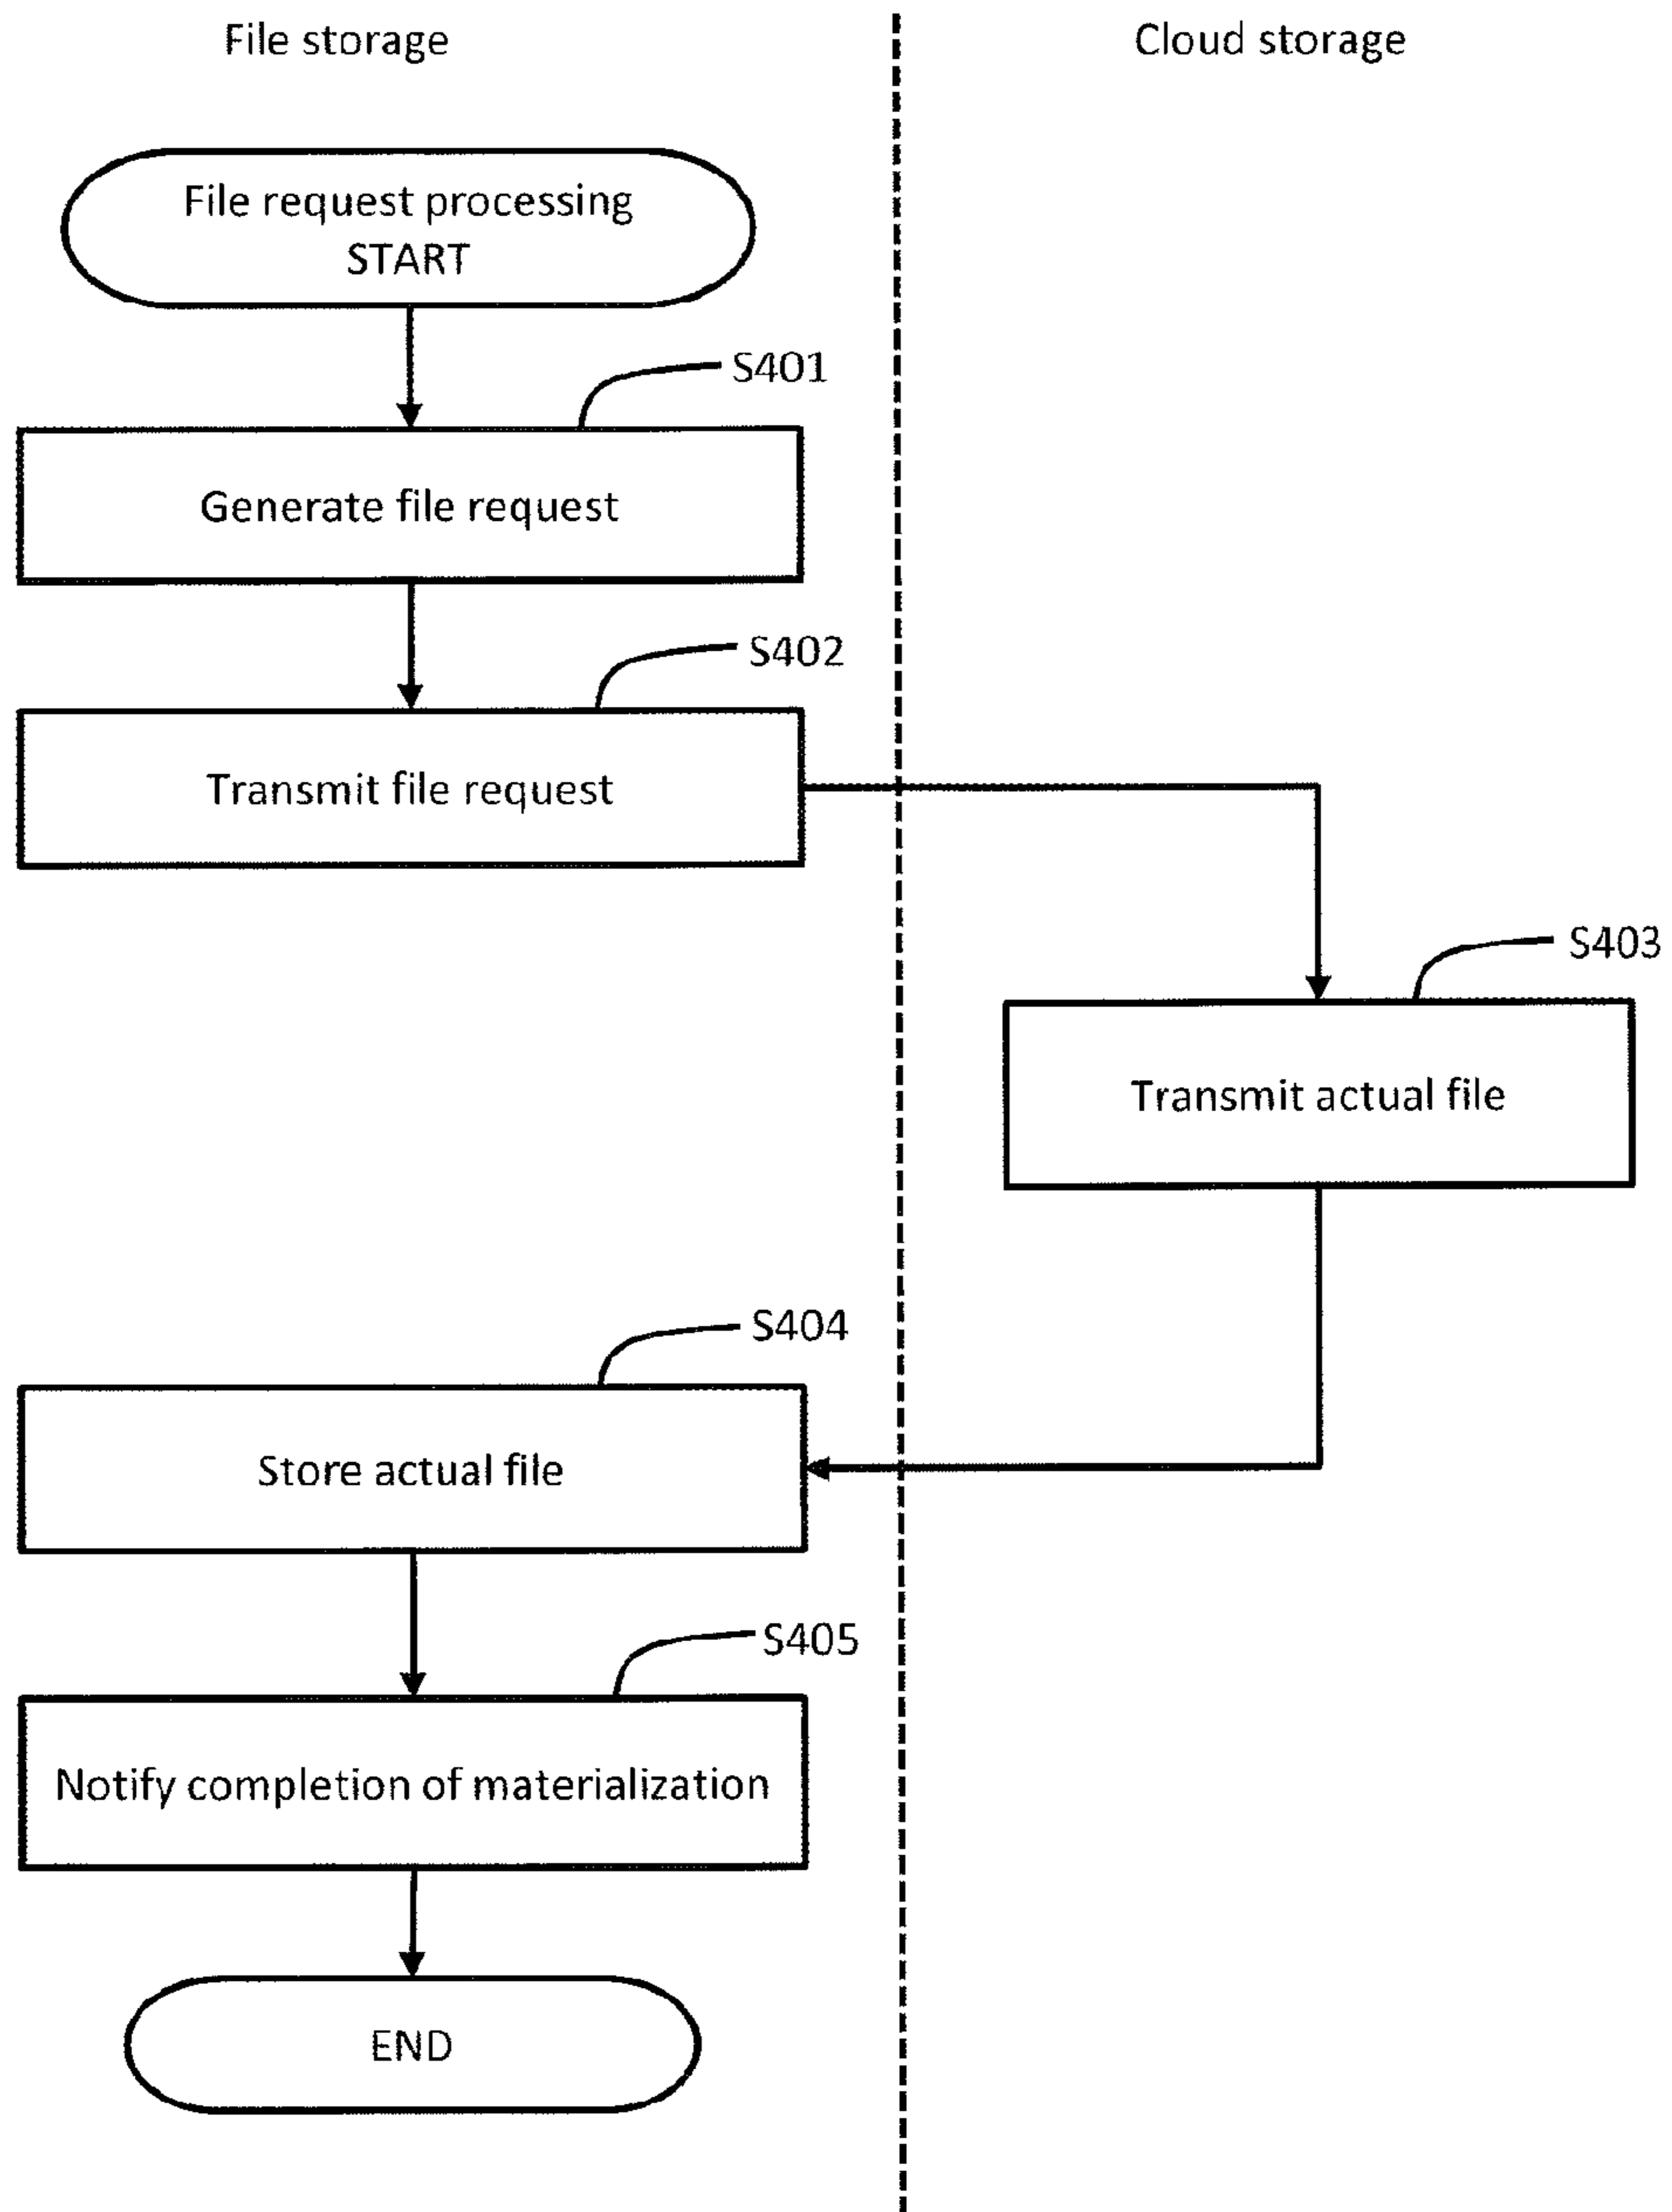 File storage
Cloud storage
File request processing
START
S401
Generate file request
S402
Transmit file request
S403
Transmit actual file
S404
Store actual file
S405
Notify completion of materialization
END